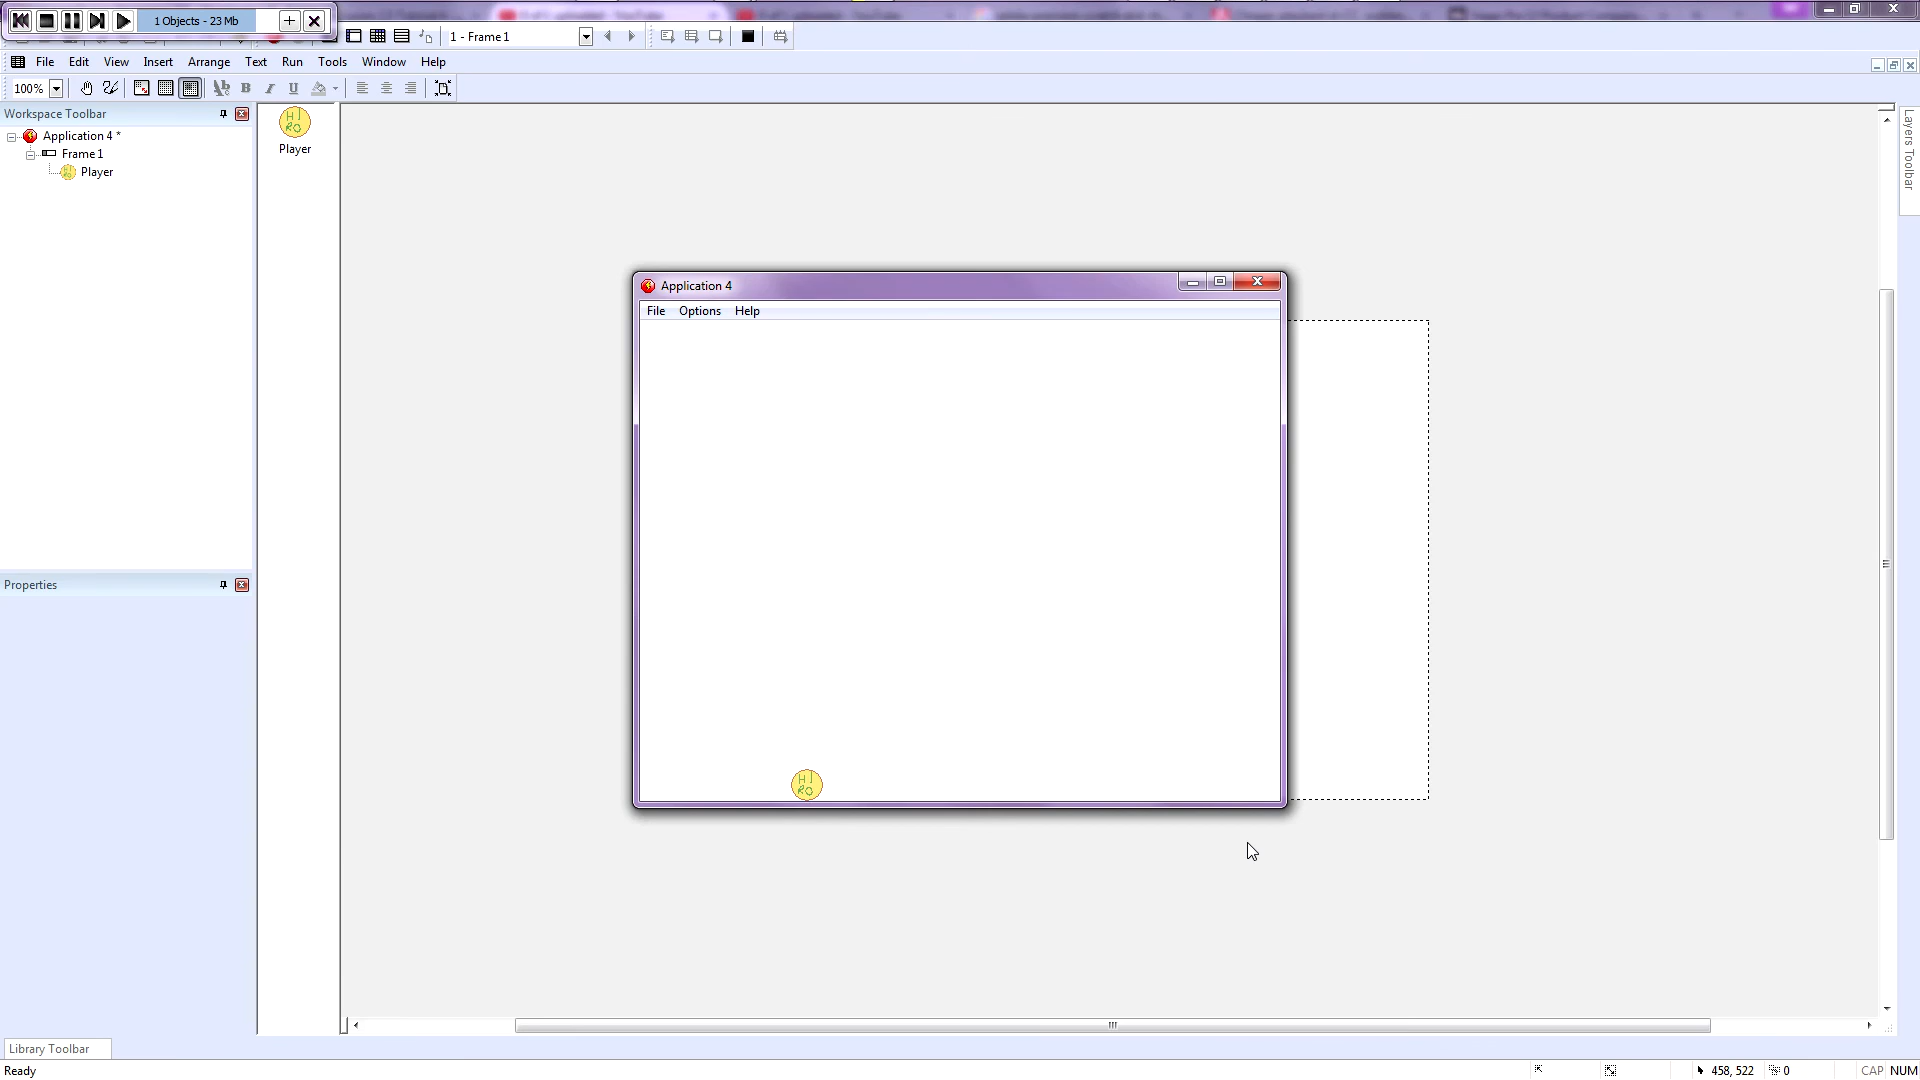 1 Objects - 23 Mb
1 - Frame 1
File Edit View Insert Arrange Text Run Tools Window Help
100%
Workspace Toolbar
Application 4 *
Frame 1
Player
Player
Layers Toolbar
Application 4
File Options Help
HI
RO
Properties
Library Toolbar
Ready
458, 522
0
CAP NUM